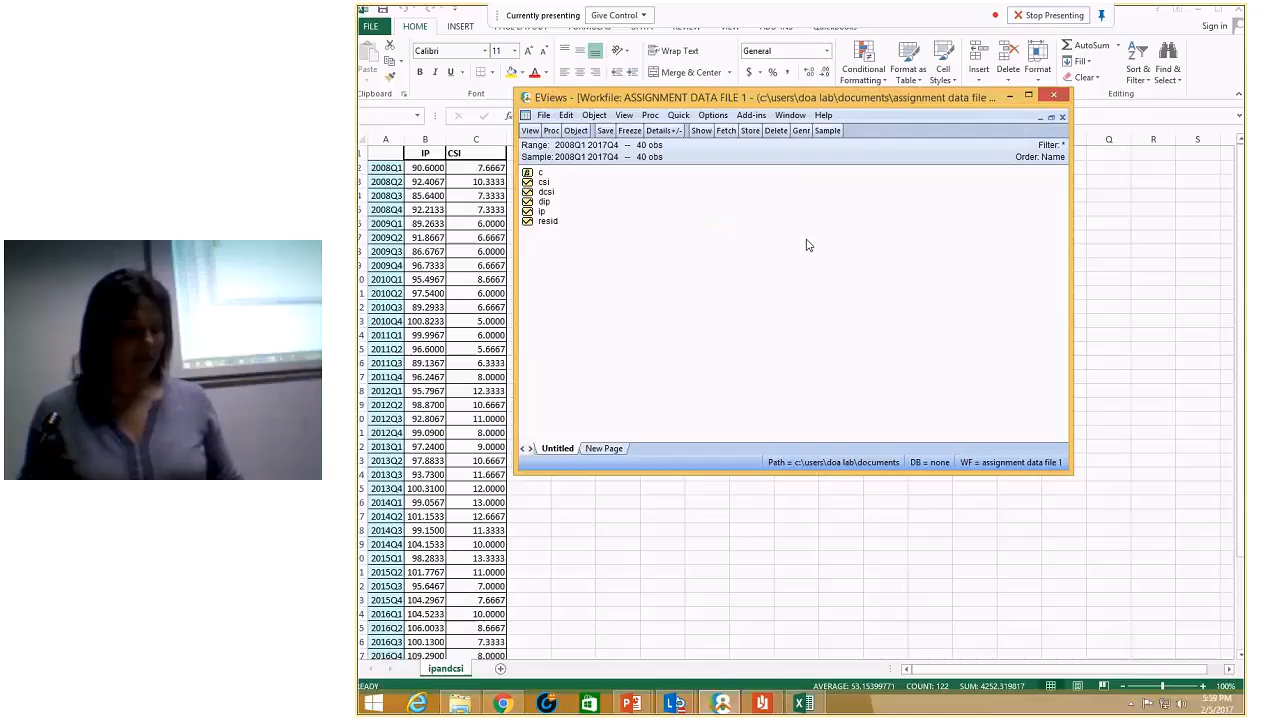 Currently presenting Give Control Stop Presenting
Sign in
FILE HOME INSERT
Calibri 11 Wrap Text General AutoSum
Fill
Paste B I U Merge & Center $ % Conditional Formatting Format as Table Cell Styles Insert Delete Format Clear Sort & Filter Find & Select
Clipboard Font Cells Editing
EViews - [Workfile: ASSIGNMENT DATA FILE 1 - (c:\users\doa lab\documents\assignment data file ...
File Edit Object View Proc Quick Options Add-ins Window Help
View Proc Object Save Freeze Details+/- Show Fetch Store Delete Genr Sample
Range: 2008Q1 2017Q4 -- 40 obs Filter: *
Sample: 2008Q1 2017Q4 -- 40 obs Order: Name
c
csi
dcsi
dip
ip
resid
Untitled New Page
Path = c:\users\doa lab\documents DB = none WF = assignment data file 1
A B C Q R S
IP CSI
2008Q1 90.6000 7.6667
2008Q2 92.4067 10.3333
2008Q3 85.6400 7.3333
2008Q4 92.2133 7.3333
2009Q1 89.2633 6.0000
2009Q2 91.8667 6.6667
2009Q3 86.6767 6.0000
2009Q4 96.7333 6.6667
2010Q1 95.4967 8.6667
2010Q2 97.5400 6.0000
2010Q3 89.2933 6.6667
2010Q4 100.8233 5.0000
2011Q1 99.9967 6.0000
2011Q2 96.6000 5.6667
2011Q3 89.1367 6.3333
2011Q4 96.2467 8.0000
2012Q1 95.7967 12.3333
2012Q2 98.8700 10.6667
2012Q3 92.8067 11.0000
2012Q4 99.0900 8.0000
2013Q1 97.2400 9.0000
2013Q2 97.8833 10.6667
2013Q3 93.7300 11.6667
2013Q4 100.3100 12.0000
2014Q1 99.0567 13.0000
2014Q2 101.1533 12.6667
2014Q3 99.1500 11.3333
2014Q4 104.1533 10.0000
2015Q1 98.2833 13.3333
2015Q2 101.7767 11.0000
2015Q3 95.6467 7.0000
2015Q4 104.2967 7.6667
2016Q1 104.5233 10.0000
2016Q2 106.0033 8.6667
2016Q3 100.1300 7.3333
2016Q4 109.2900 8.0000
ipandcsi
READY AVERAGE: 53.15399771 COUNT: 122 SUM: 4252.319817 100%
5:59 PM
2/5/2017